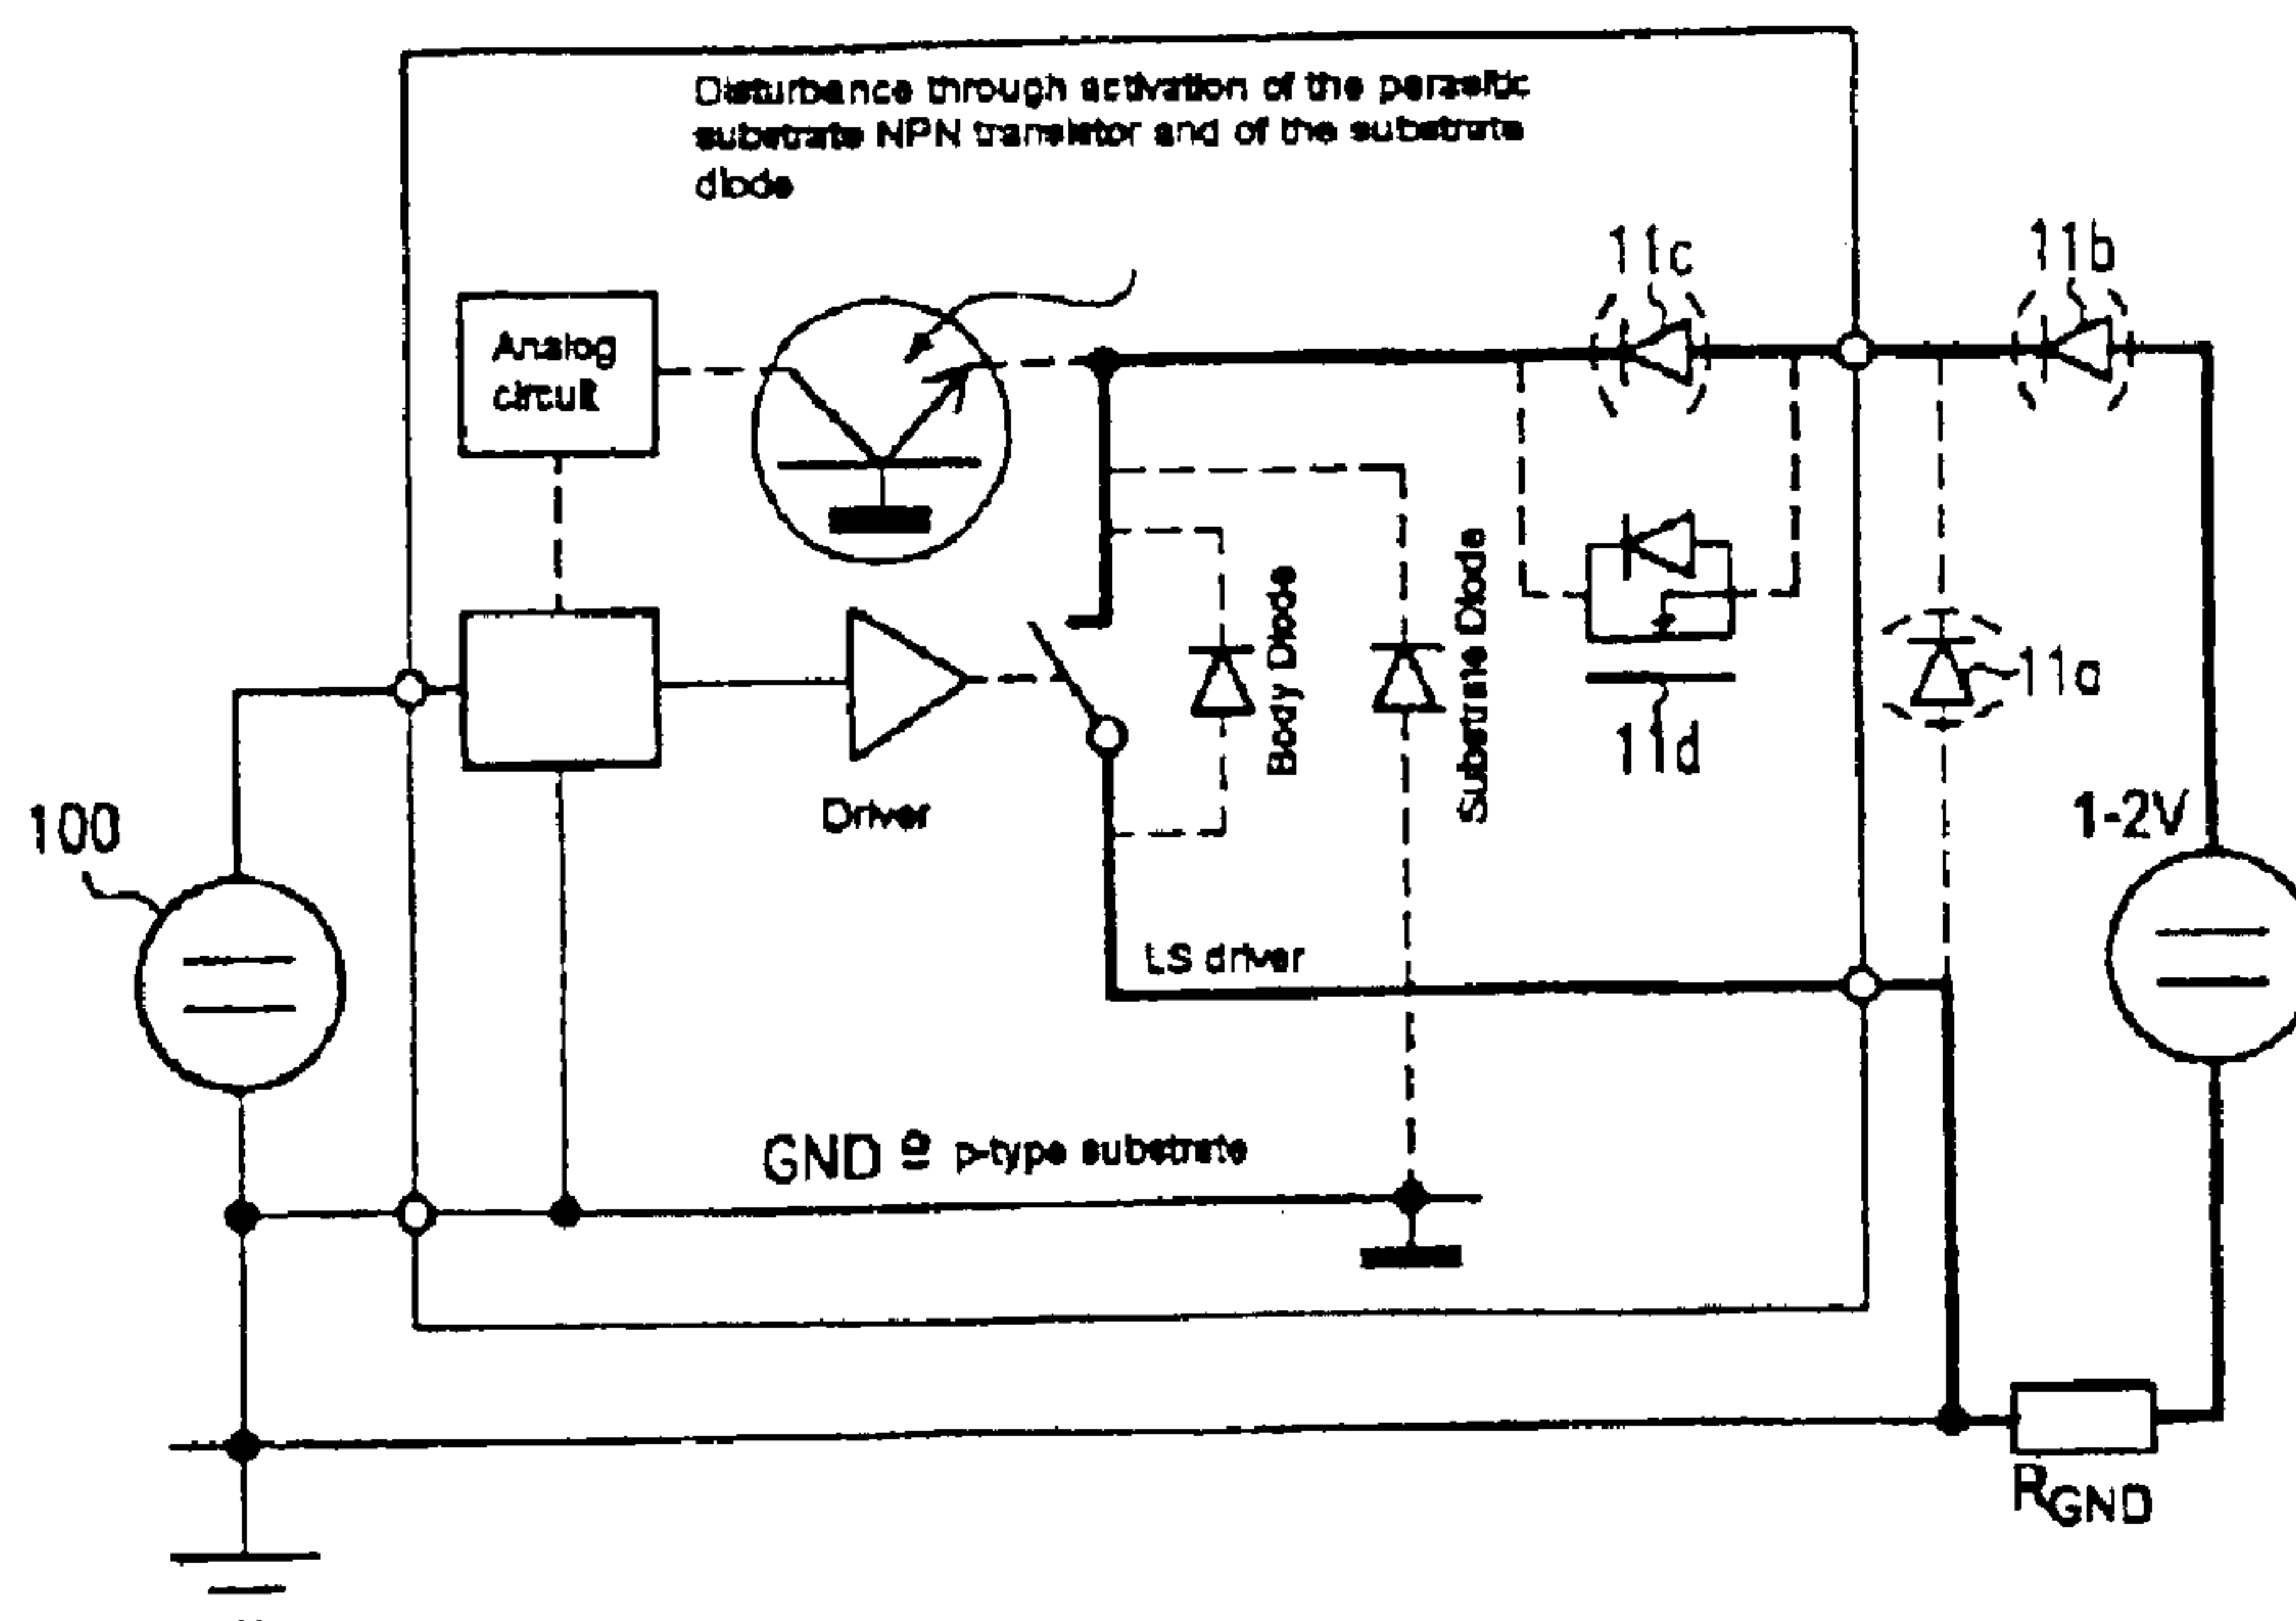 Disturbance through activation of the parasitic
substrate NPN transistor and of the substrate
diode
11c
11b
Analog
circuit
Body Diode
Substrate Diode
11a
11d
100
Driver
1-2V
LS driver
GND ≙ p-type substrate
RGND